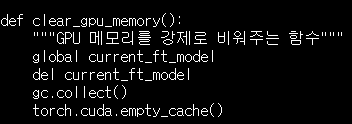 def clear_gpu_memory():
    """GPU 메모리를 강제로 비워주는 함수"""
    global current_ft_model
    del current_ft_model
    gc.collect()
    torch.cuda.empty_cache()